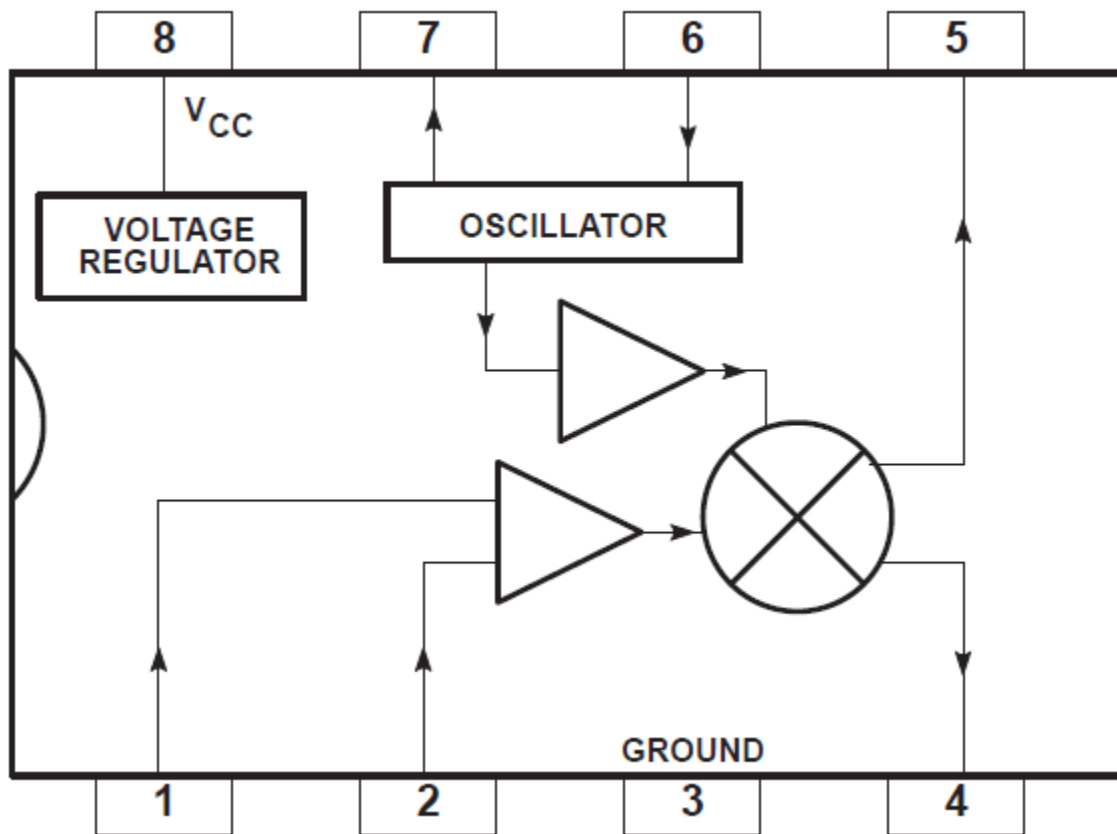 8 7 6 5
VCC
VOLTAGE
REGULATOR
OSCILLATOR
GROUND
1 2 3 4